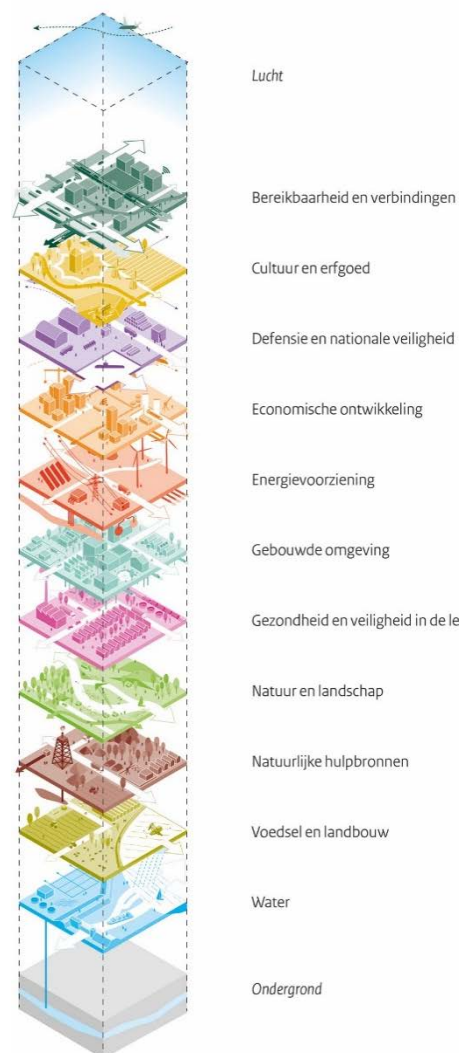 Lucht
Bereikbaarheid en verbindingen
Cultuur en erfgoed
Defensie en nationale veiligheid
Economische ontwikkeling
Energievoorziening
Gebouwde omgeving
Gezondheid en veiligheid in de le
Natuur en landschap
Natuurlijke hulpbronnen
Voedsel en landbouw
Water
Ondergrond